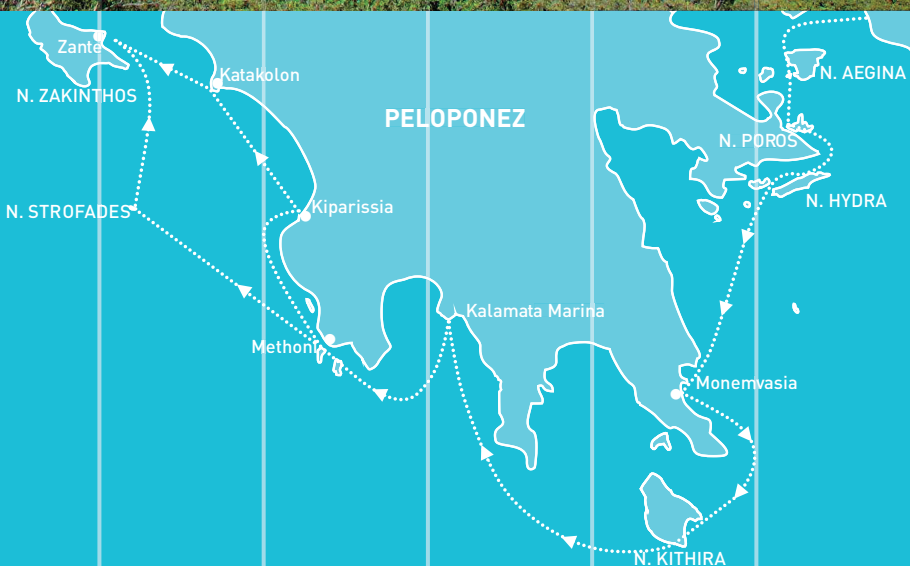 Zante
Katakolon
N. AEGINA
N. ZAKINTHOS
PELOPONEZ
N. POROS
N. HYDRA
N. STROFADES
Kiparissia
Kalamata Marina
Methoni
Monemvasia
N. KITHIRA